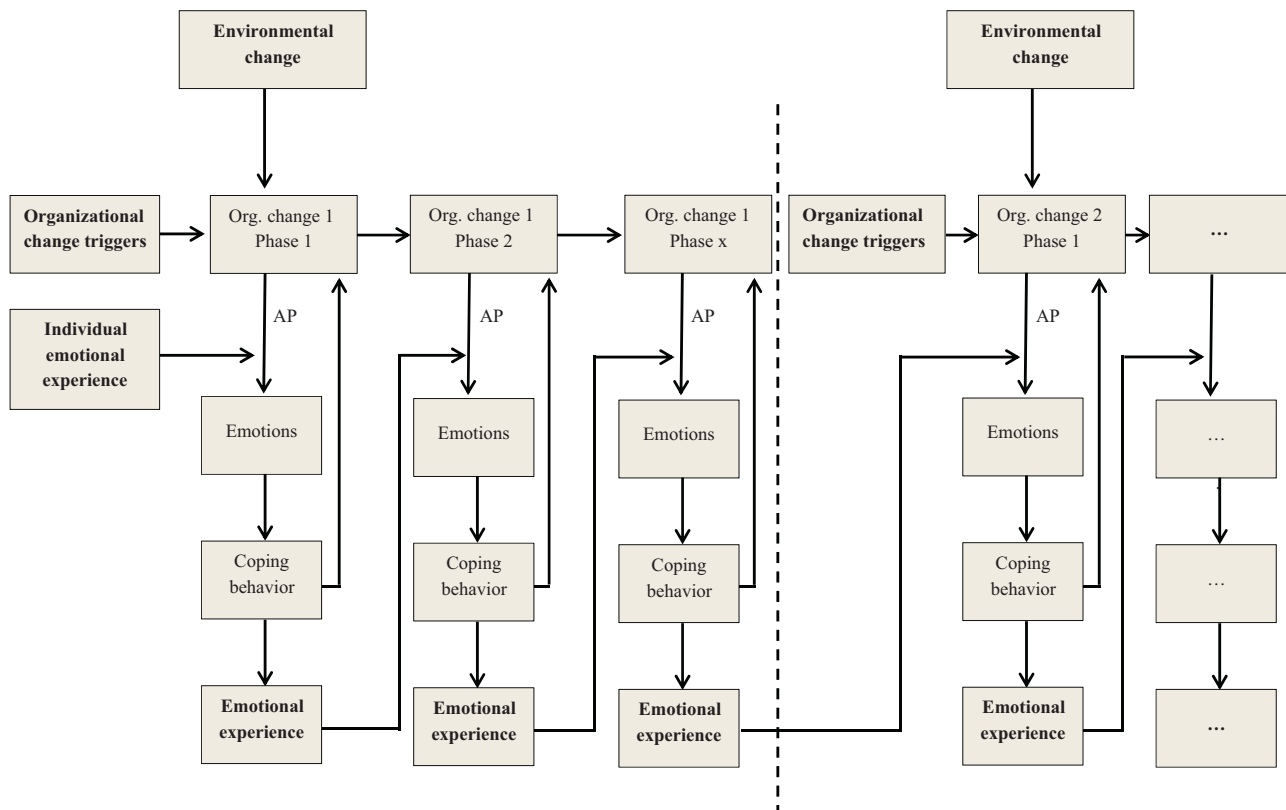 Environmental
change
Environmental
change
Organizational
change triggers
Org. change 1
Phase 1
Org. change 1
Phase 2
Org. change 1
Phase x
Organizational
change triggers
Org. change 2
Phase 1
...
AP
AP
AP
AP
Individual
emotional
experience
Emotions
Emotions
Emotions
Emotions
...
Coping
behavior
Coping
behavior
Coping
behavior
Coping
behavior
...
Emotional
experience
Emotional
experience
Emotional
experience
Emotional
experience
...